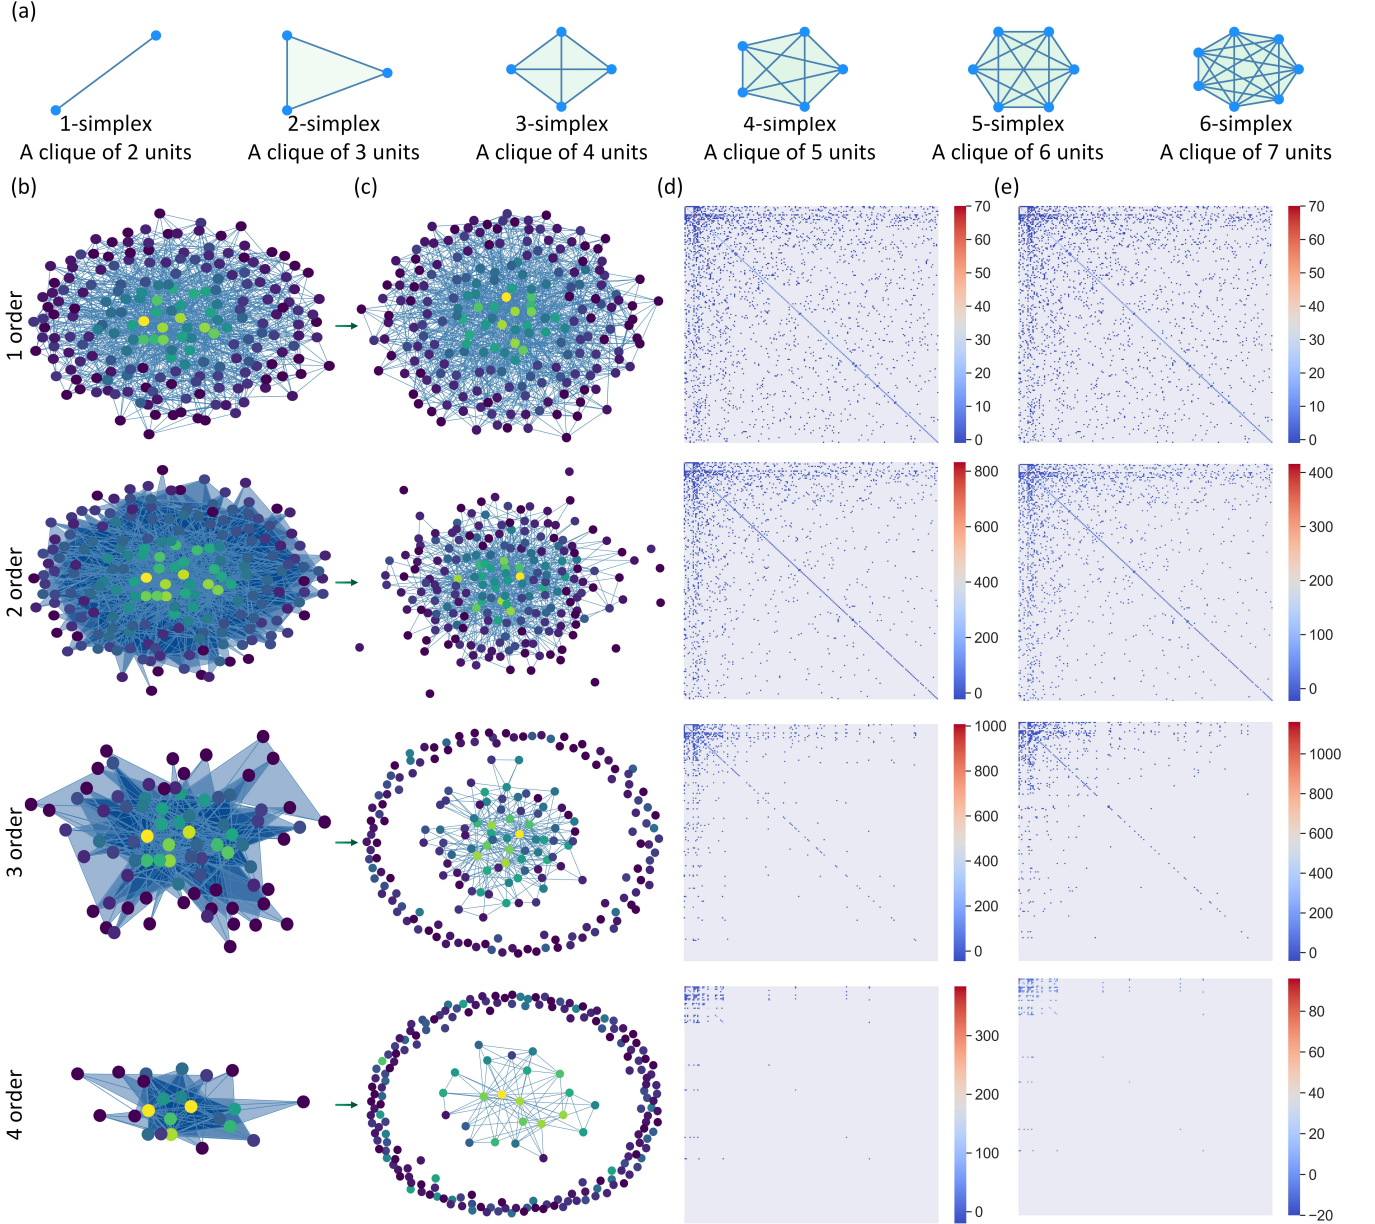 (a)
1-simplex
2-simplex
3-simplex
4-simplex
5-simplex
6-simplex
A clique of 2 units
A clique of 3 units
A clique of 4 units
A clique of 5 units
A clique of 6 units
A clique of 7 units
(b)
(c)
(d)
(e)
1 order
70
60
50
40
30
20
10
0
70
60
50
40
30
20
10
0
2 order
800
600
400
200
0
400
300
200
100
0
3 order
1000
800
600
400
200
0
1000
800
600
400
200
0
4 order
300
200
100
0
80
60
40
20
0
−20